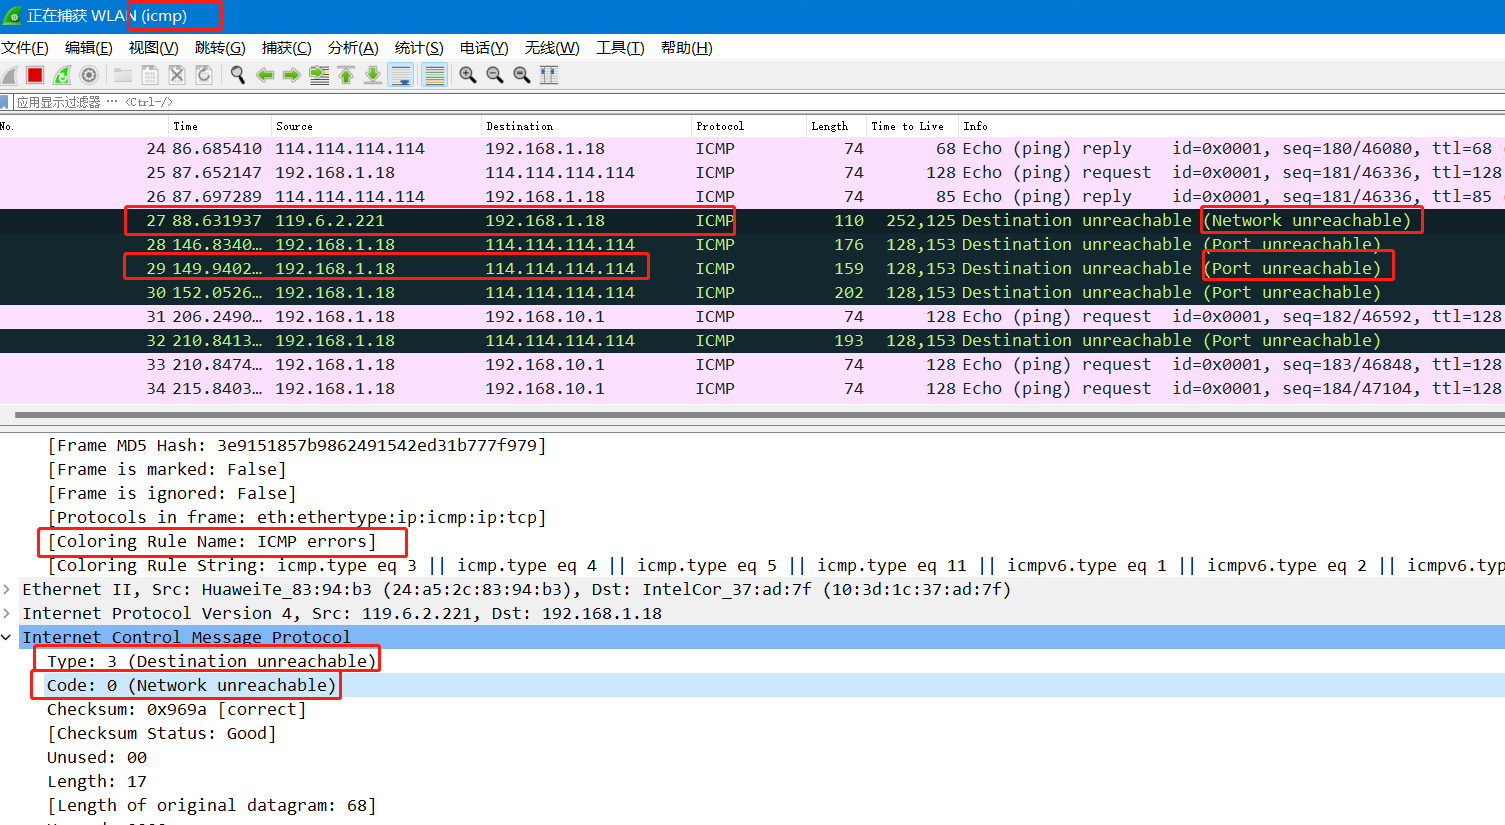 正在捕获 WLAN (icmp)
文件(F) 编辑(E) 视图(V) 跳转(G) 捕获(C) 分析(A) 统计(S) 电话(Y) 无线(W) 工具(T) 帮助(H)
应用显示过滤器 … <Ctrl-/>
No. Time Source Destination Protocol Length Time to Live Info
24 86.685410 114.114.114.114 192.168.1.18 ICMP 74 68 Echo (ping) reply id=0x0001, seq=180/46080, ttl=68
25 87.652147 192.168.1.18 114.114.114.114 ICMP 74 128 Echo (ping) request id=0x0001, seq=181/46336, ttl=128
26 87.697289 114.114.114.114 192.168.1.18 ICMP 74 85 Echo (ping) reply id=0x0001, seq=181/46336, ttl=85
27 88.631937 119.6.2.221 192.168.1.18 ICMP 110 252,125 Destination unreachable (Network unreachable)
28 146.8340… 192.168.1.18 114.114.114.114 ICMP 176 128,153 Destination unreachable (Port unreachable)
29 149.9402… 192.168.1.18 114.114.114.114 ICMP 159 128,153 Destination unreachable (Port unreachable)
30 152.0526… 192.168.1.18 114.114.114.114 ICMP 202 128,153 Destination unreachable (Port unreachable)
31 206.2490… 192.168.1.18 192.168.10.1 ICMP 74 128 Echo (ping) request id=0x0001, seq=182/46592, ttl=128
32 210.8413… 192.168.1.18 114.114.114.114 ICMP 193 128,153 Destination unreachable (Port unreachable)
33 210.8474… 192.168.1.18 192.168.10.1 ICMP 74 128 Echo (ping) request id=0x0001, seq=183/46848, ttl=128
34 215.8403… 192.168.1.18 192.168.10.1 ICMP 74 128 Echo (ping) request id=0x0001, seq=184/47104, ttl=128
[Frame MD5 Hash: 3e9151857b9862491542ed31b777f979]
[Frame is marked: False]
[Frame is ignored: False]
[Protocols in frame: eth:ethertype:ip:icmp:ip:tcp]
[Coloring Rule Name: ICMP errors]
[Coloring Rule String: icmp.type eq 3 || icmp.type eq 4 || icmp.type eq 5 || icmp.type eq 11 || icmpv6.type eq 1 || icmpv6.type eq 2 || icmpv6.typ
Ethernet II, Src: HuaweiTe_83:94:b3 (24:a5:2c:83:94:b3), Dst: IntelCor_37:ad:7f (10:3d:1c:37:ad:7f)
Internet Protocol Version 4, Src: 119.6.2.221, Dst: 192.168.1.18
Internet Control Message Protocol
Type: 3 (Destination unreachable)
Code: 0 (Network unreachable)
Checksum: 0x969a [correct]
[Checksum Status: Good]
Unused: 00
Length: 17
[Length of original datagram: 68]